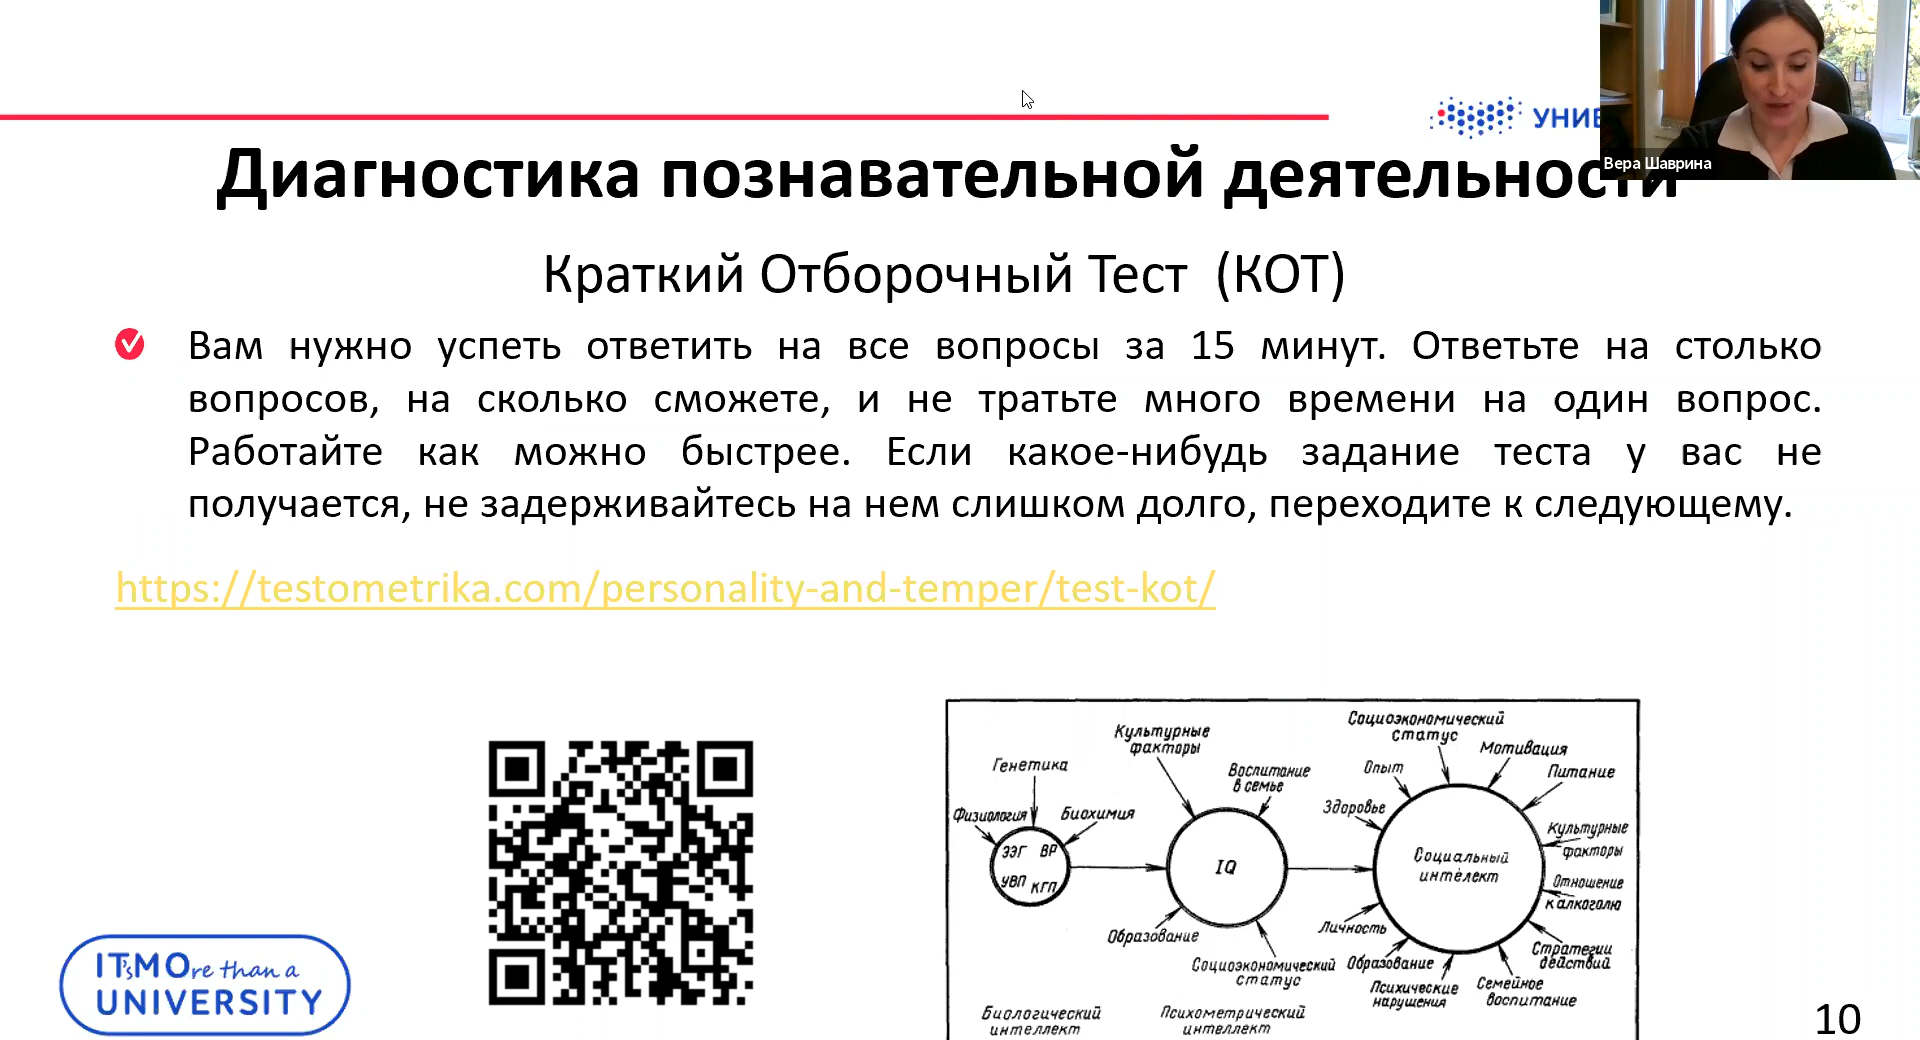 УНИВ
Вера Шаврина
Диагностика познавательной деятельности
Краткий Отборочный Тест (КОТ)
Вам нужно успеть ответить на все вопросы за 15 минут. Ответьте на столько
вопросов, на сколько сможете, и не тратьте много времени на один вопрос.
Работайте как можно быстрее. Если какое-нибудь задание теста у вас не
получается, не задерживайтесь на нем слишком долго, переходите к следующему.
https://testometrika.com/personality-and-temper/test-kot/
Генетика
Физиология
Биохимия
ЭЭГ ВР
УВП КГП
Биологический
интеллект
Культурные
факторы
Воспитание
в семье
IQ
Образование
Социоэкономический
статус
Психометрический
интеллект
Социоэкономический
статус
Мотивация
Опыт
Питание
Здоровье
Культурные
факторы
Социальный
интелект
Отношение
к алкоголю
Личность
Стратегии
действий
Образование
Психические
нарушения
Семейное
воспитание
IT'sMOre than a
UNIVERSITY
10